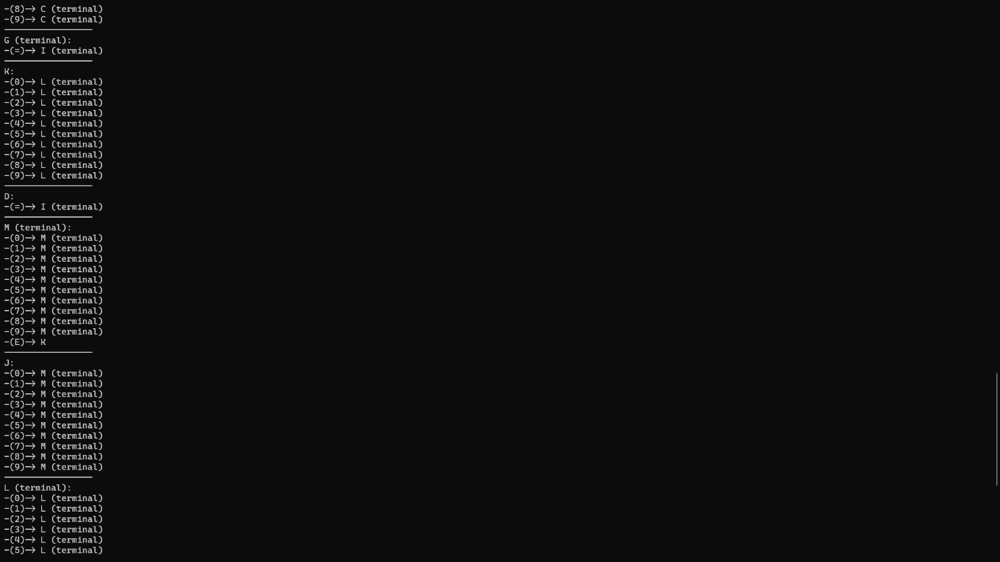 -(8)-> C (terminal)
-(9)-> C (terminal)
-----------------
G (terminal):
-(=)-> I (terminal)
-----------------
K:
-(0)-> L (terminal)
-(1)-> L (terminal)
-(2)-> L (terminal)
-(3)-> L (terminal)
-(4)-> L (terminal)
-(5)-> L (terminal)
-(6)-> L (terminal)
-(7)-> L (terminal)
-(8)-> L (terminal)
-(9)-> L (terminal)
-----------------
D:
-(=)-> I (terminal)
-----------------
M (terminal):
-(0)-> M (terminal)
-(1)-> M (terminal)
-(2)-> M (terminal)
-(3)-> M (terminal)
-(4)-> M (terminal)
-(5)-> M (terminal)
-(6)-> M (terminal)
-(7)-> M (terminal)
-(8)-> M (terminal)
-(9)-> M (terminal)
-(E)-> K
-----------------
J:
-(0)-> M (terminal)
-(1)-> M (terminal)
-(2)-> M (terminal)
-(3)-> M (terminal)
-(4)-> M (terminal)
-(5)-> M (terminal)
-(6)-> M (terminal)
-(7)-> M (terminal)
-(8)-> M (terminal)
-(9)-> M (terminal)
-----------------
L (terminal):
-(0)-> L (terminal)
-(1)-> L (terminal)
-(2)-> L (terminal)
-(3)-> L (terminal)
-(4)-> L (terminal)
-(5)-> L (terminal)